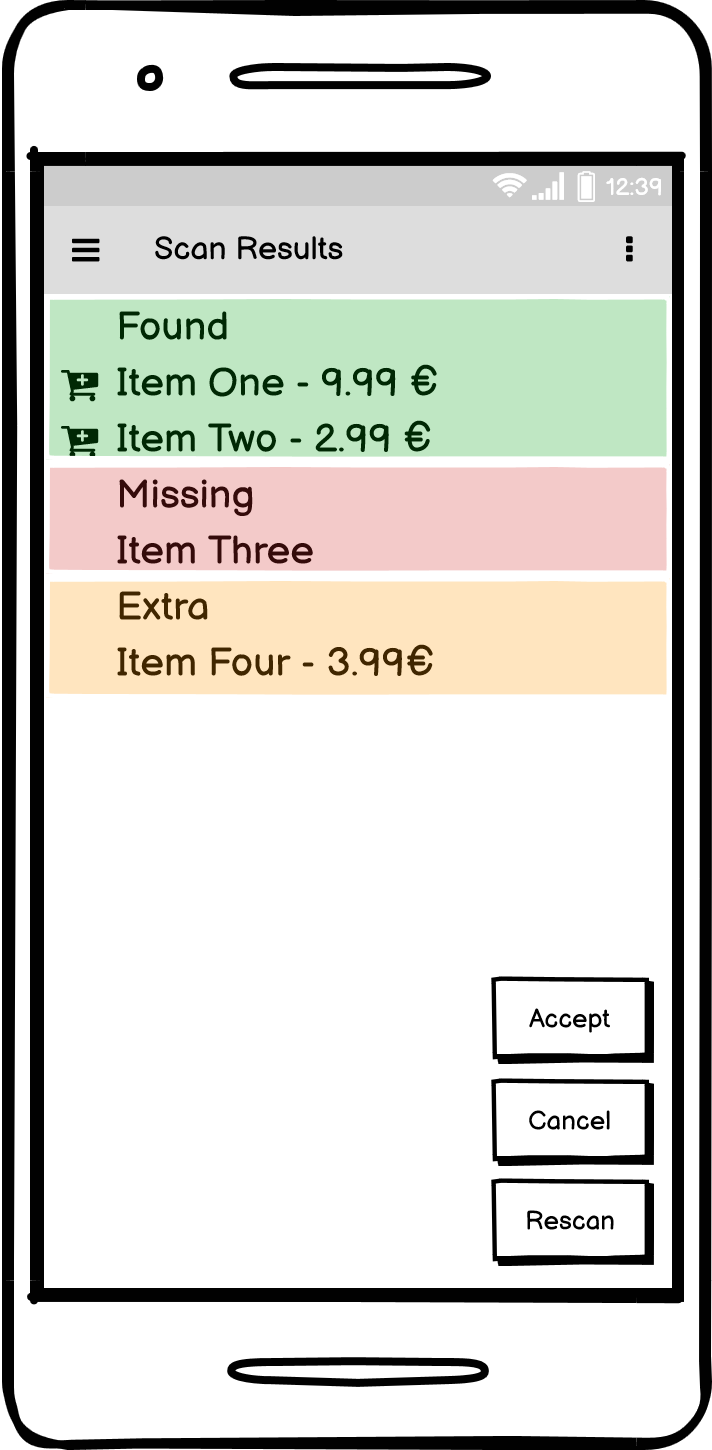 12:39
Scan Results
Found
Item One - 9.99 €
Item Two - 2.99 €
Missing
Item Three
Extra
Item Four - 3.99€
Accept
Cancel
Rescan